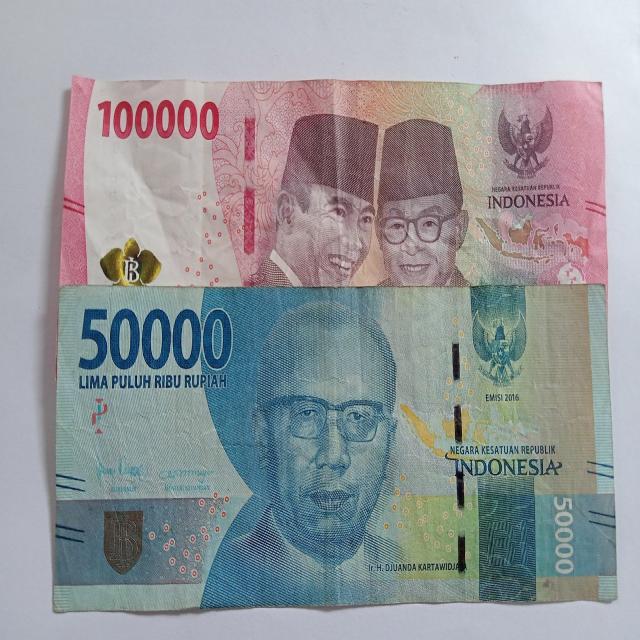 100000
NEGARA KESATUAN REPUBLIK
INDONESIA
50000
LIMA PULUH RIBU RUPIAH
EMISI 2016
NEGARA KESATUAN REPUBLIK
INDONESIA
50000
Ir. H. DJUANDA KARTAWIDJAJA